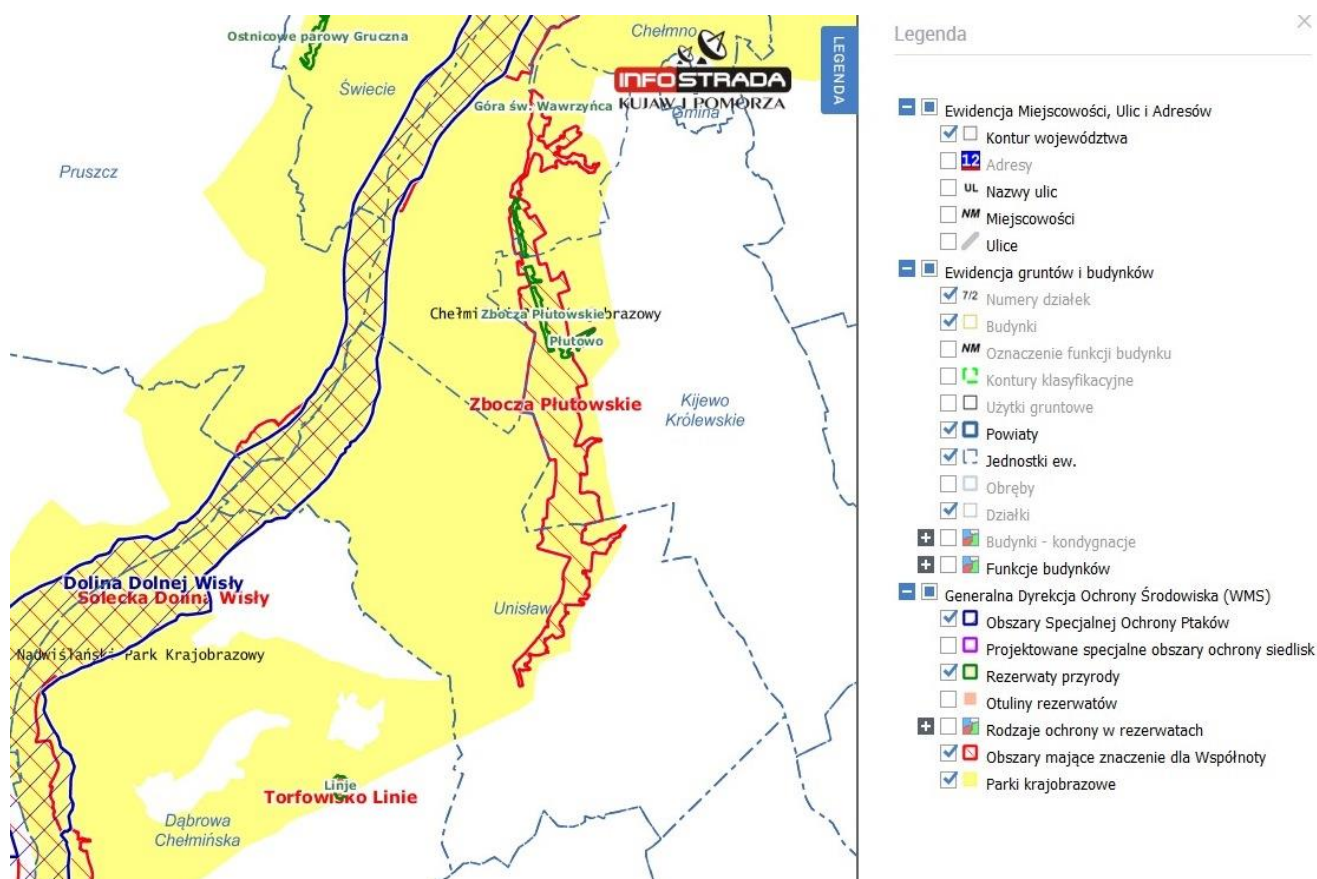 Ostnicowe parowy Gruczna
Chełmno
INFOSTRADA
KUJAW I POMORZA
Świecie
Góra św. Wawrzyńca
Gmina
Pruszcz
Zbocza Płutowskie
brazowy
Płutowo
Zbocza Płutowskie
Kijewo
Królewskie
Dolina Dolnej Wisły
Solecka Dolina Wisły
Unisław
Nadwiślański Park Krajobrazowy
Linje
Torfowisko Linie
Dąbrowa
Chełmińska
LEGENDA
Legenda
Ewidencja Miejscowości, Ulic i Adresów
Kontur województwa
12 Adresy
UL Nazwy ulic
NM Miejscowości
Ulice
Ewidencja gruntów i budynków
7/2 Numery działek
Budynki
NM Oznaczenie funkcji budynku
Kontury klasyfikacyjne
Użytki gruntowe
Powiaty
Jednostki ew.
Obręby
Działki
Budynki - kondygnacje
Funkcje budynków
Generalna Dyrekcja Ochrony Środowiska (WMS)
Obszary Specjalnej Ochrony Ptaków
Projektowane specjalne obszary ochrony siedlisk
Rezerwaty przyrody
Otuliny rezerwatów
Rodzaje ochrony w rezerwatach
Obszary mające znaczenie dla Wspólnoty
Parki krajobrazowe